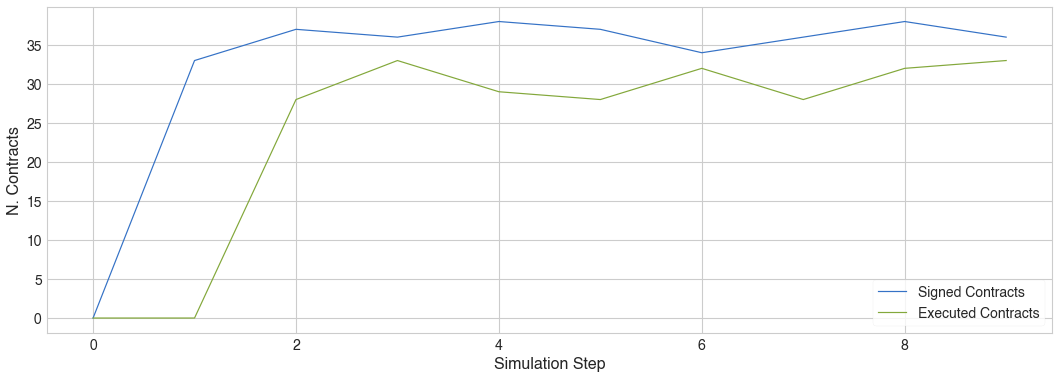 N. Contracts
35
30
25
20
15
10
5
0
0 2 4 6 8
Simulation Step
Signed Contracts
Executed Contracts